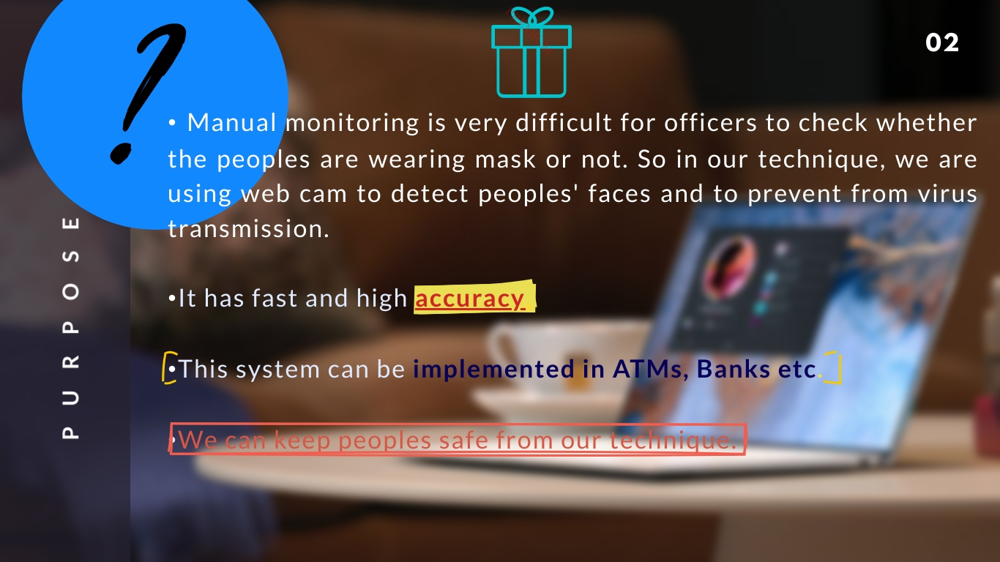 ?
02
• Manual monitoring is very difficult for officers to check whether
the peoples are wearing mask or not. So in our technique, we are
using web cam to detect peoples' faces and to prevent from virus
transmission.
•It has fast and high accuracy
•This system can be implemented in ATMs, Banks etc.
•We can keep peoples safe from our technique.
PURPOSE